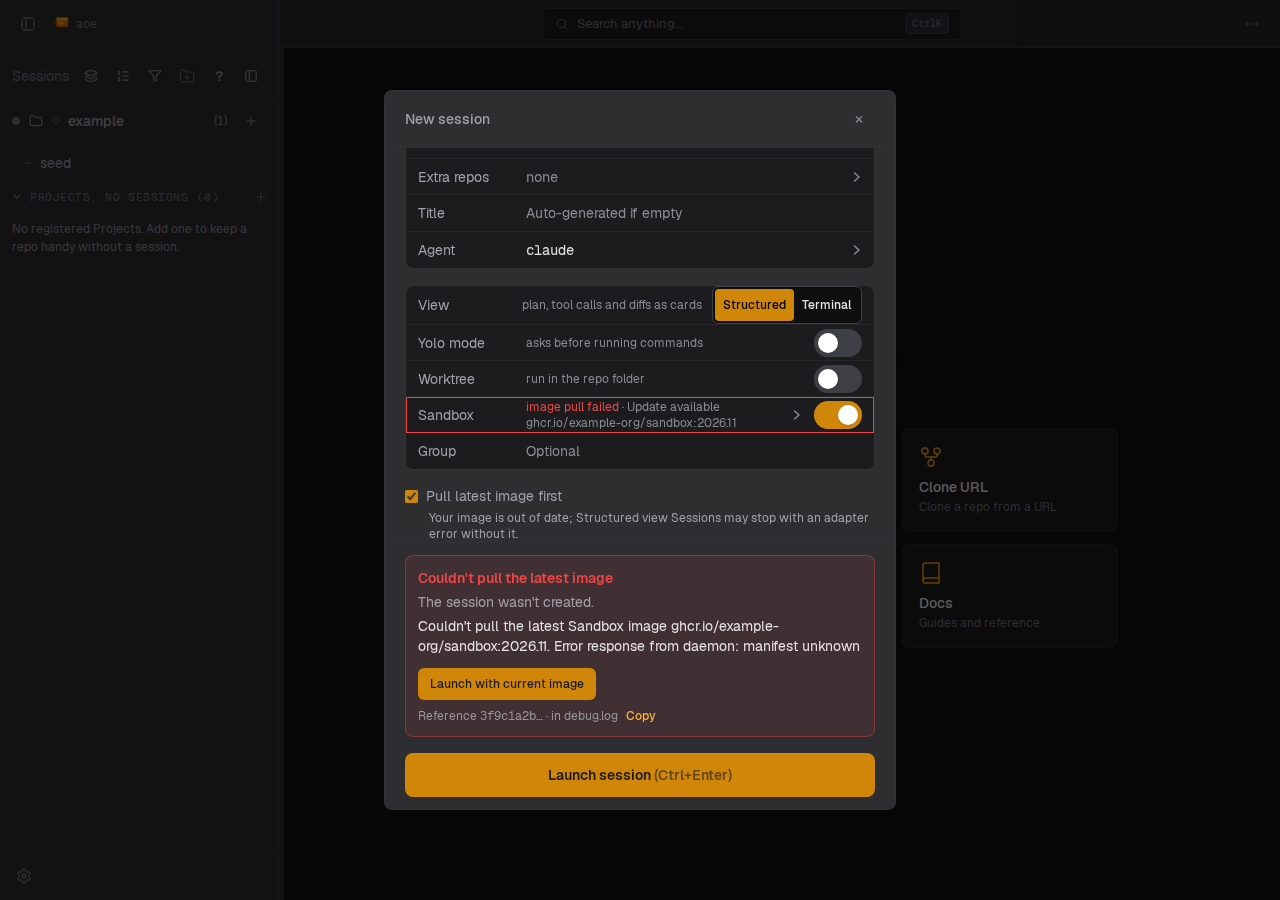 aoe
Search anything...
CtrlK
Sessions
?
example
(1)
seed
PROJECTS, NO SESSIONS (0)
No registered Projects. Add one to keep a
repo handy without a session.
New session
Extra repos none
Title Auto-generated if empty
Agent claude
View plan, tool calls and diffs as cards Structured Terminal
Yolo mode asks before running commands
Worktree run in the repo folder
Sandbox image pull failed · Update available
ghcr.io/example-org/sandbox:2026.11
Group Optional
Pull latest image first
Your image is out of date; Structured view Sessions may stop with an adapter
error without it.
Couldn't pull the latest image
The session wasn't created.
Couldn't pull the latest Sandbox image ghcr.io/example-
org/sandbox:2026.11. Error response from daemon: manifest unknown
Launch with current image
Reference 3f9c1a2b… · in debug.log Copy
Launch session (Ctrl+Enter)
Clone URL
Clone a repo from a URL
Docs
Guides and reference